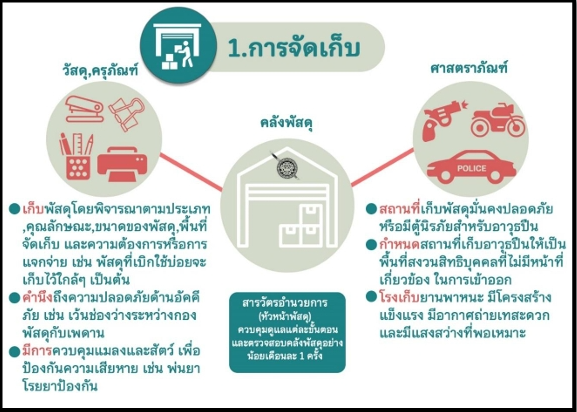 1.การจัดเก็บ
วัสดุ,ครุภัณฑ์
ศาสตราภัณฑ์
คลังพัสดุ
POLICE
เก็บพัสดุโดยพิจารณาตามประเภท
,คุณลักษณะ,ขนาดของพัสดุ,พื้นที่
จัดเก็บ และความต้องการหรือการ
แจกจ่าย เช่น พัสดุที่เบิกใช้บ่อยจะ
เก็บไว้ใกล้ๆ เป็นต้น
คำนึงถึงความปลอดภัยด้านอัคคี
ภัย เช่น เว้นช่องว่างระหว่างกอง
พัสดุกับเพดาน
มีการควบคุมแมลงและสัตว์ เพื่อ
ป้องกันความเสียหาย เช่น พ่นยา
โรยยาป้องกัน
สารวัตรอำนวยการ
(หัวหน้าพัสดุ)
ควบคุมดูแลแต่ละขั้นตอน
และตรวจสอบคลังพัสดุอย่าง
น้อยเดือนละ 1 ครั้ง
สถานที่เก็บพัสดุมั่นคงปลอดภัย
หรือมีตู้นิรภัยสำหรับอาวุธปืน
กำหนดสถานที่เก็บอาวุธปืนให้เป็น
พื้นที่สงวนสิทธิบุคคลที่ไม่มีหน้าที่
เกี่ยวข้อง ในการเข้าออก
โรงเก็บยานพาหนะ มีโครงสร้าง
แข็งแรง มีอากาศถ่ายเทสะดวก
และมีแสงสว่างที่พอเหมาะ